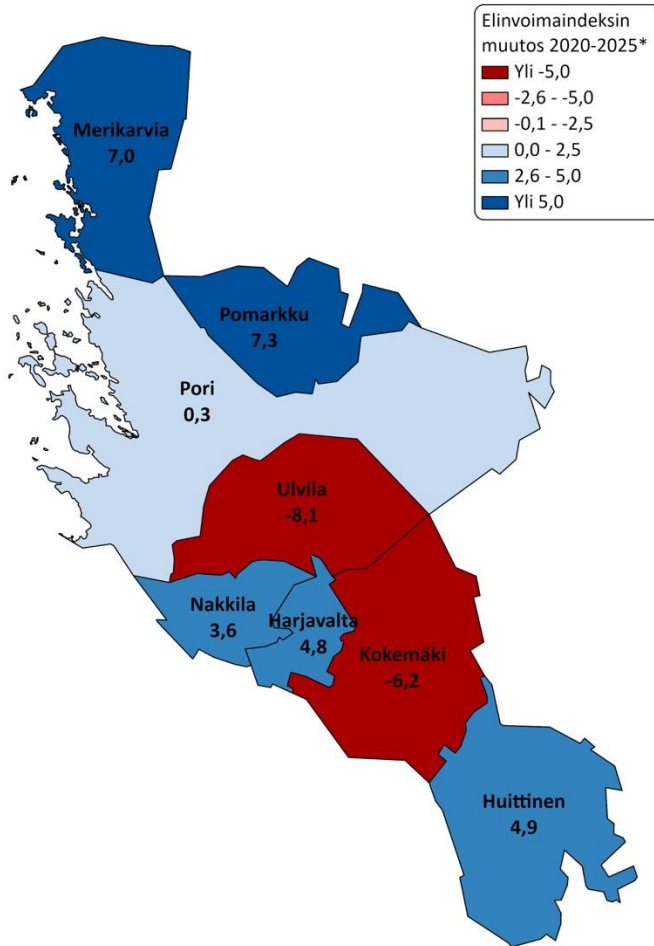 Elinvoimaindeksin
muutos 2020-2025*
Yli -5,0
-2,6 - -5,0
-0,1 - -2,5
0,0 - 2,5
2,6 - 5,0
Yli 5,0
Merikarvia
7,0
Pomarkku
7,3
Pori
0,3
Ulvila
-8,1
Nakkila
3,6
Harjavalta
4,8
Kokemäki
-6,2
Huittinen
4,9